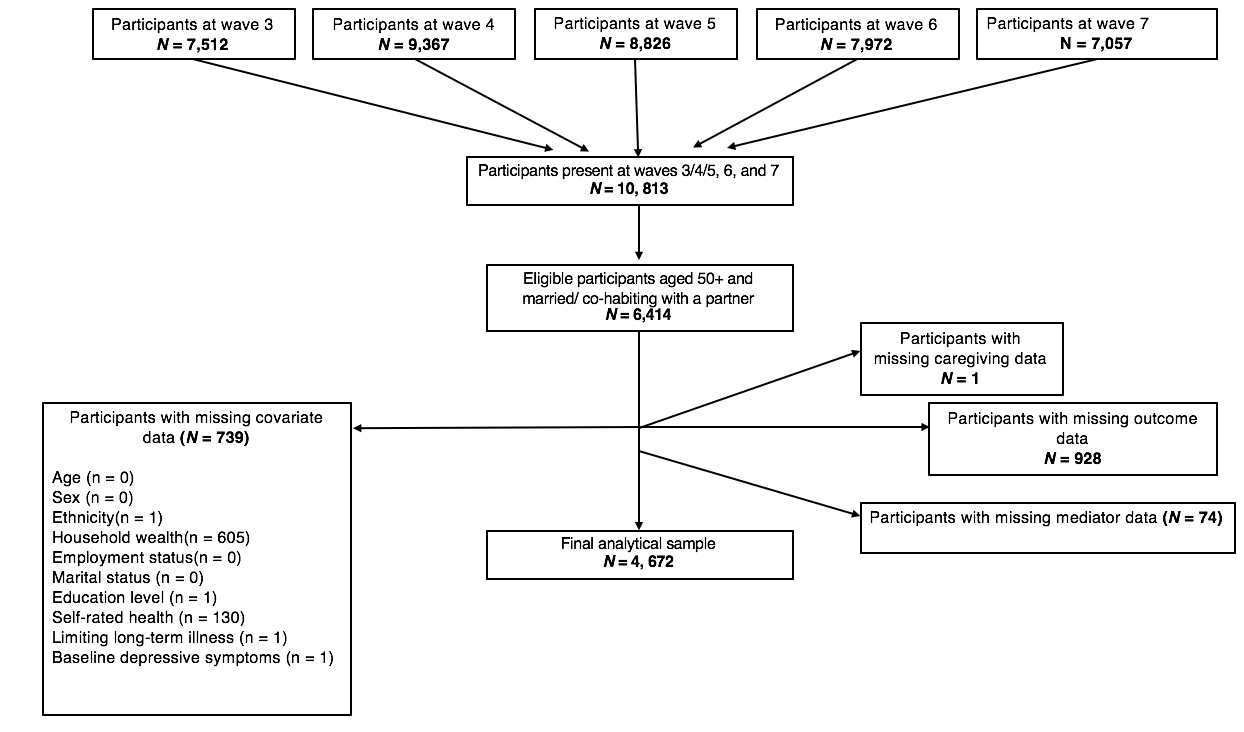 Participants at wave 3
N = 7,512
Participants at wave 4
N = 9,367
Participants at wave 5
N = 8,826
Participants at wave 6
N = 7,972
Participants at wave 7
N = 7,057
Participants present at waves 3/4/5, 6, and 7
N = 10, 813
Eligible participants aged 50+ and
married/ co-habiting with a partner
N = 6,414
Participants with
missing caregiving data
N = 1
Participants with missing covariate
data (N = 739)
Age (n = 0)
Sex (n = 0)
Ethnicity(n = 1)
Household wealth(n = 605)
Employment status(n = 0)
Marital status (n = 0)
Education level (n = 1)
Self-rated health (n = 130)
Limiting long-term illness (n = 1)
Baseline depressive symptoms (n = 1)
Participants with missing outcome
data
N = 928
Participants with missing mediator data (N = 74)
Final analytical sample
N = 4, 672